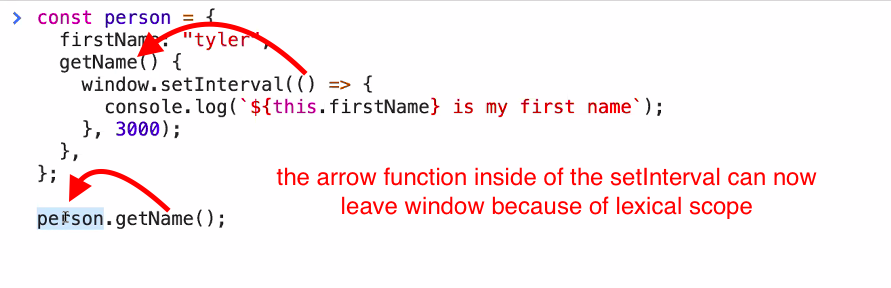 const person = {
firstName: "tyler",
getName() {
window.setInterval(() => {
console.log(`${this.firstName} is my first name`);
}, 3000);
},
};
the arrow function inside of the setInterval can now
leave window because of lexical scope
person.getName();